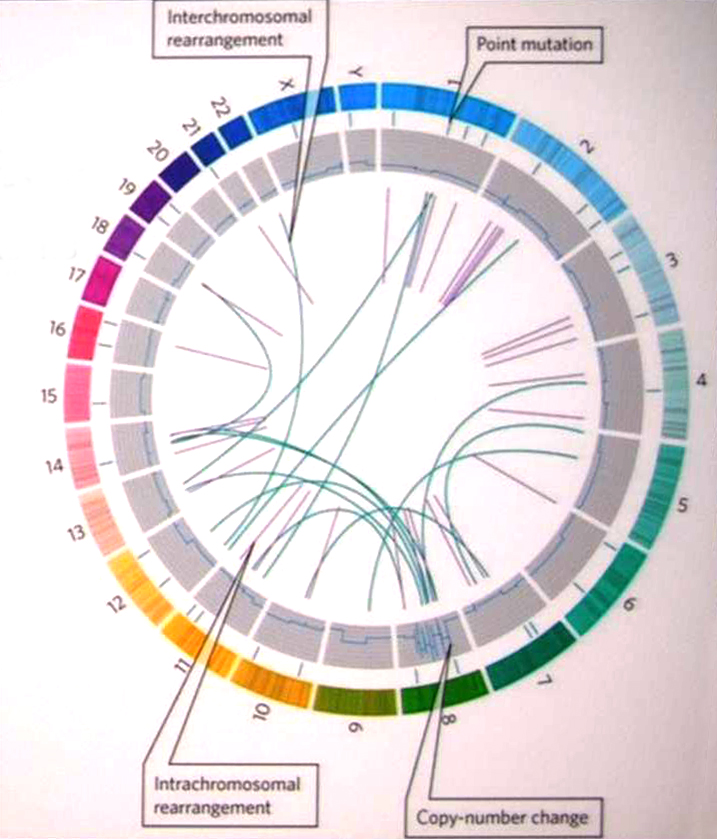 Interchromosomal
rearrangement
Point mutation
X
Y
1
2
3
4
5
6
7
8
9
10
11
12
13
14
15
16
17
18
19
20
21
22
Intrachromosomal
rearrangement
Copy-number change